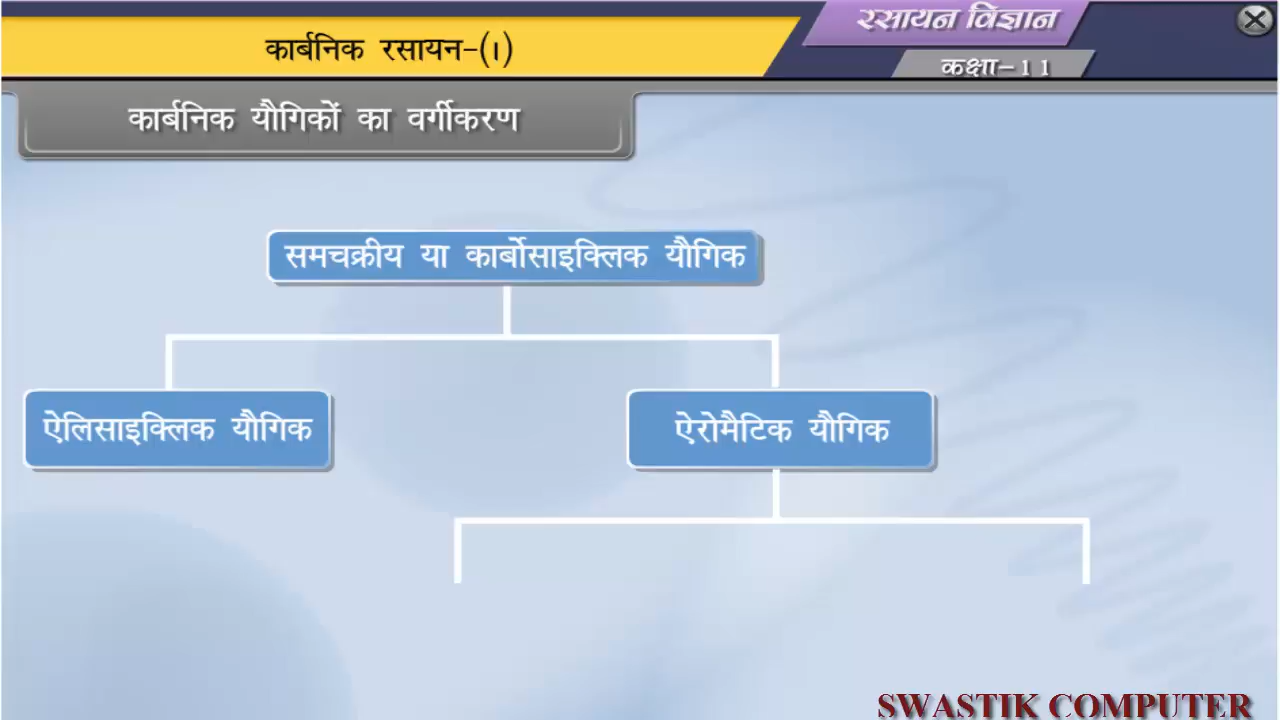 रसायन विज्ञान
कार्बनिक रसायन-(I)
कक्षा-11
कार्बनिक यौगिकों का वर्गीकरण
समचक्रीय या कार्बोसाइक्लिक यौगिक
ऐलिसाइक्लिक यौगिक
ऐरोमैटिक यौगिक
SWASTIK COMPUTER